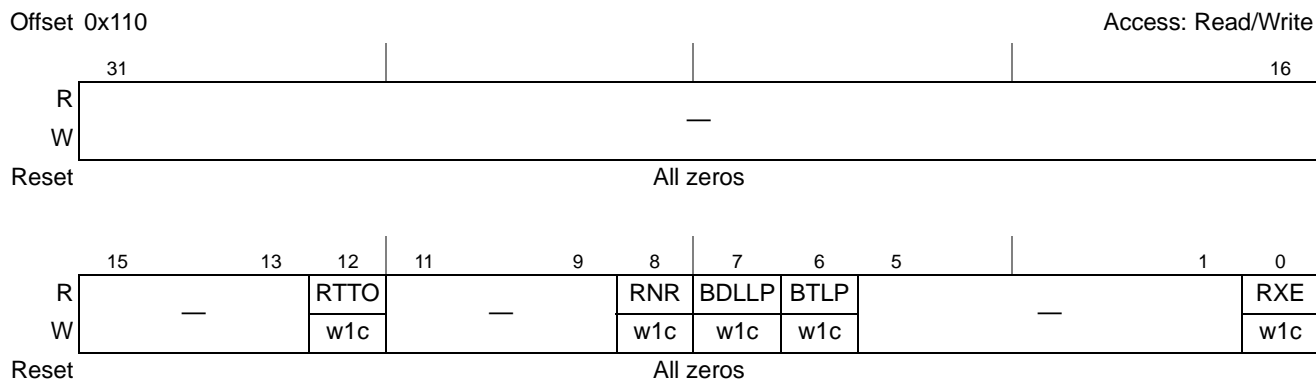 Offset 0x110 Access: Read/Write
31 16
R
—
W
Reset All zeros
15 13 12 11 9 8 7 6 5 1 0
R — RTTO — RNR BDLLP BTLP — RXE
W w1c w1c w1c w1c w1c
Reset All zeros